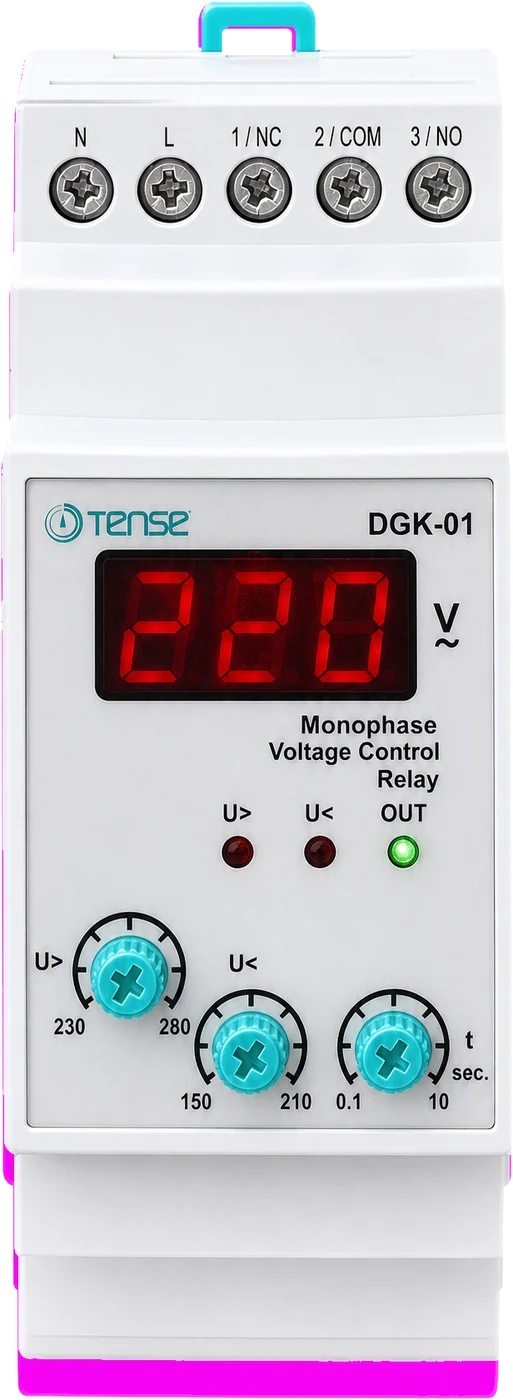 N L 1 / NC 2 / COM 3 / NO
TENSE DGK-01
220 V
~
Monophase
Voltage Control
Relay
U> U< OUT
U>
230 280
U<
150 210
t
sec.
0.1 10